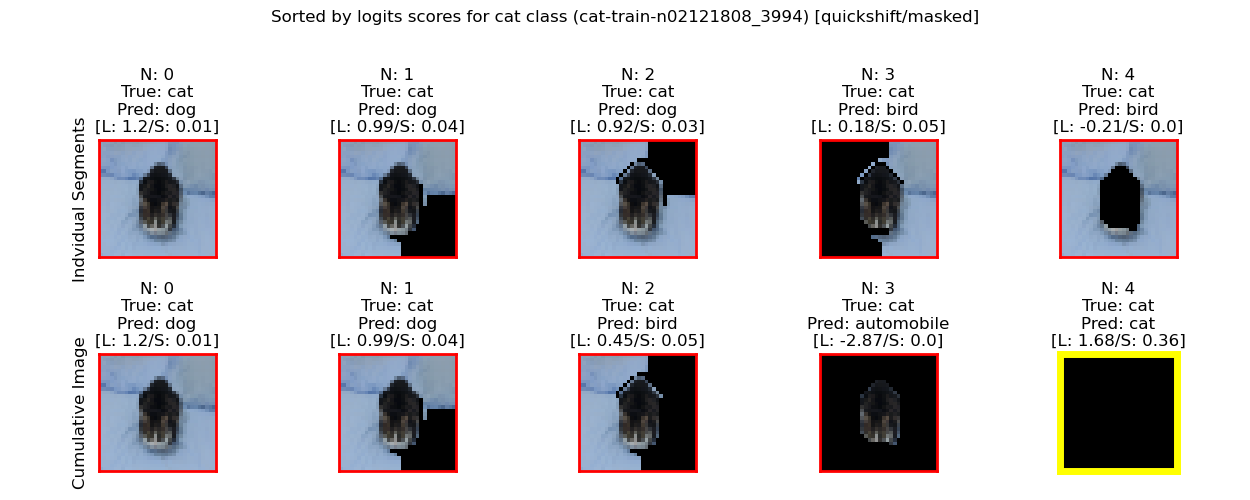 Sorted by logits scores for cat class (cat-train-n02121808_3994) [quickshift/masked]
Indvidual Segments
N: 0
True: cat
Pred: dog
[L: 1.2/S: 0.01]
N: 1
True: cat
Pred: dog
[L: 0.99/S: 0.04]
N: 2
True: cat
Pred: dog
[L: 0.92/S: 0.03]
N: 3
True: cat
Pred: bird
[L: 0.18/S: 0.05]
N: 4
True: cat
Pred: bird
[L: -0.21/S: 0.0]
Cumulative Image
N: 0
True: cat
Pred: dog
[L: 1.2/S: 0.01]
N: 1
True: cat
Pred: dog
[L: 0.99/S: 0.04]
N: 2
True: cat
Pred: bird
[L: 0.45/S: 0.05]
N: 3
True: cat
Pred: automobile
[L: -2.87/S: 0.0]
N: 4
True: cat
Pred: cat
[L: 1.68/S: 0.36]